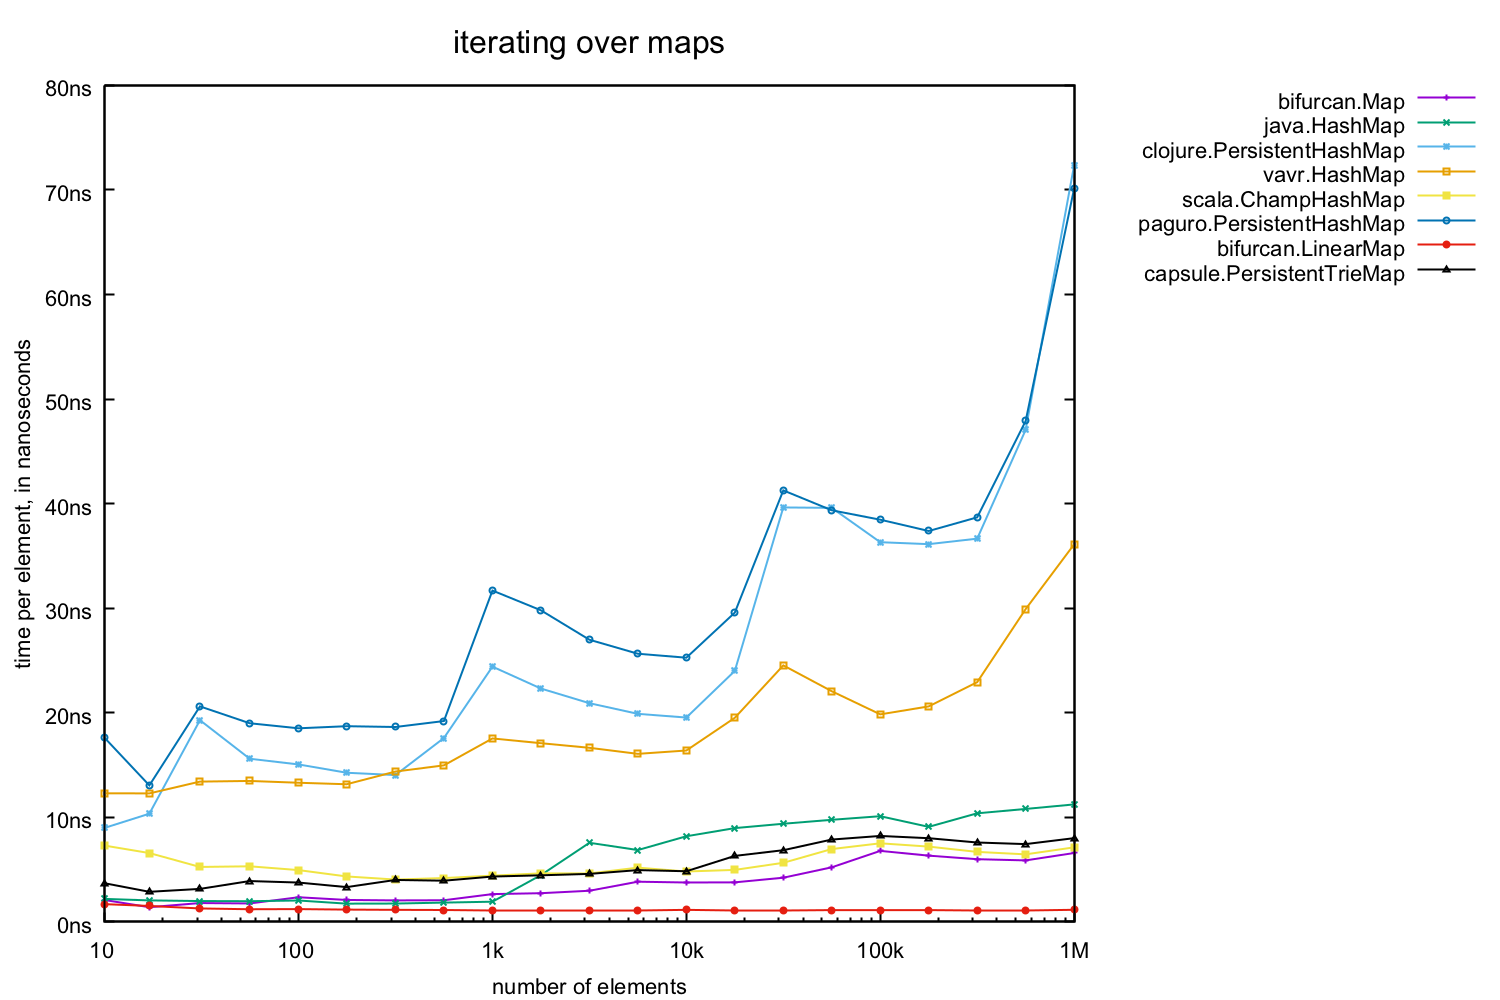 iterating over maps
80ns
70ns
60ns
50ns
40ns
30ns
20ns
10ns
0ns
time per element, in nanoseconds
10
100
1k
10k
100k
1M
number of elements
bifurcan.Map
java.HashMap
clojure.PersistentHashMap
vavr.HashMap
scala.ChampHashMap
paguro.PersistentHashMap
bifurcan.LinearMap
capsule.PersistentTrieMap